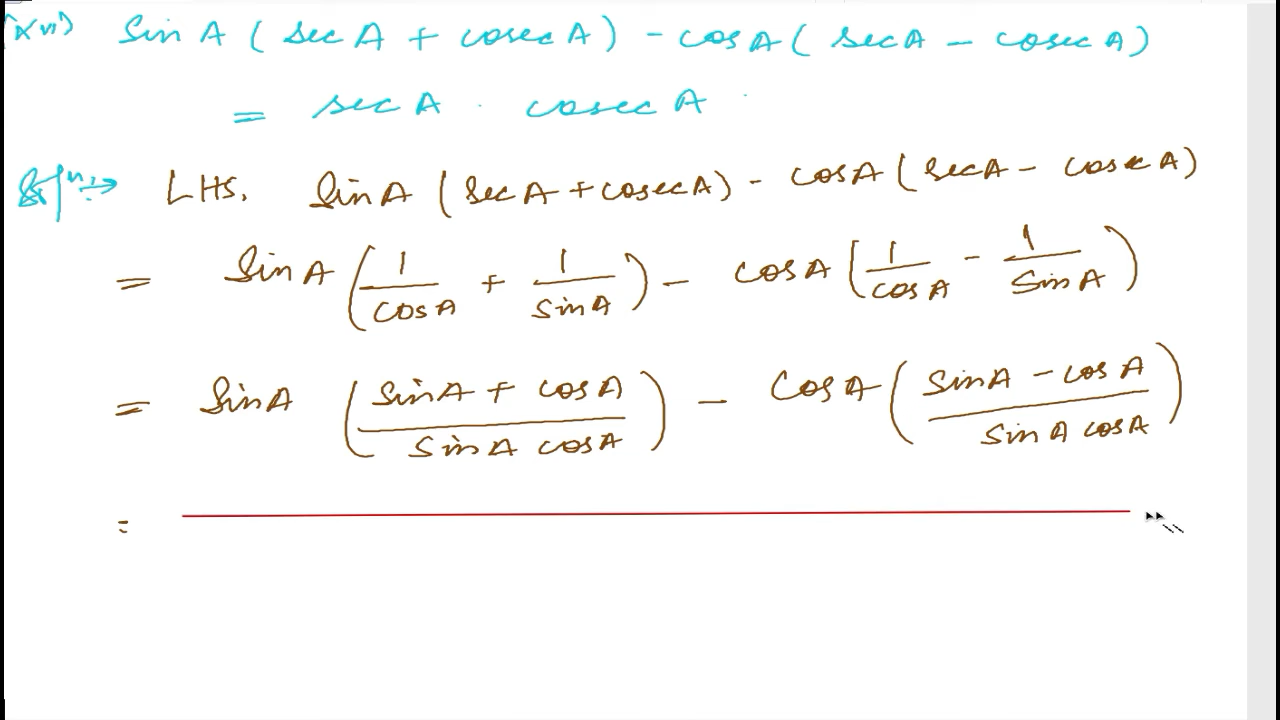 (xvi) sin A ( sec A + cosec A ) - cos A ( sec A - cosec A )
= sec A . cosec A
Solⁿ:→ LHS. sin A ( sec A + cosec A ) - cos A ( sec A - cosec A )
= sin A ( 1/cos A + 1/sin A ) - cos A ( 1/cos A - 1/sin A )
= sin A ( (sin A + cos A)/(sin A cos A) ) - cos A ( (sin A - cos A)/(sin A cos A) )
=